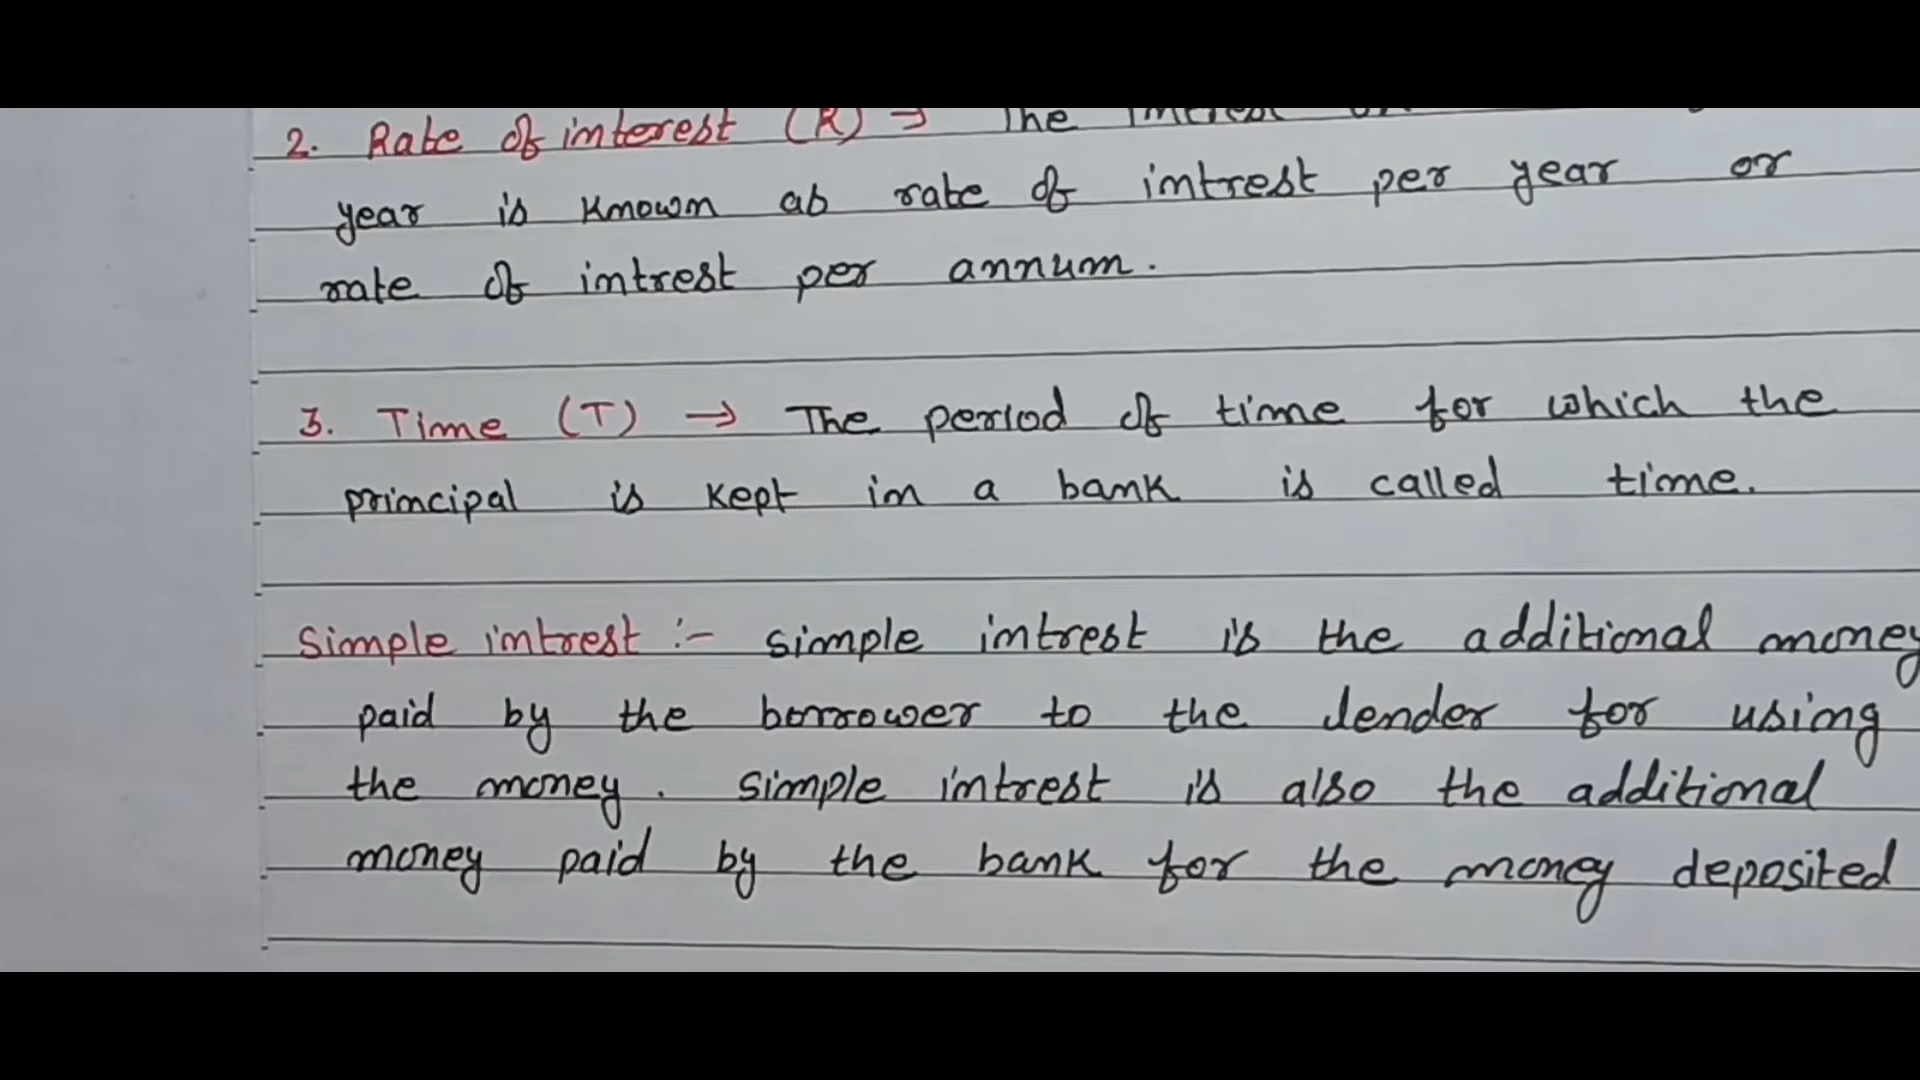 2. Rate of interest (R) → The
year is known as rate of intrest per year or
rate of intrest per annum.
3. Time (T) → The period of time for which the
principal is kept in a bank is called time.
Simple intrest :- simple intrest is the additional money
paid by the borrower to the lender for using
the money. simple intrest is also the additional
money paid by the bank for the money deposited